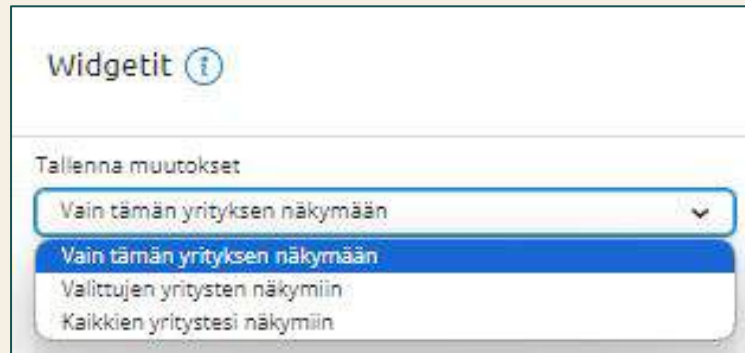 Widgetit
Tallenna muutokset
Vain tämän yrityksen näkymään
Vain tämän yrityksen näkymään
Valittujen yritysten näkymiin
Kaikkien yritystesi näkymiin